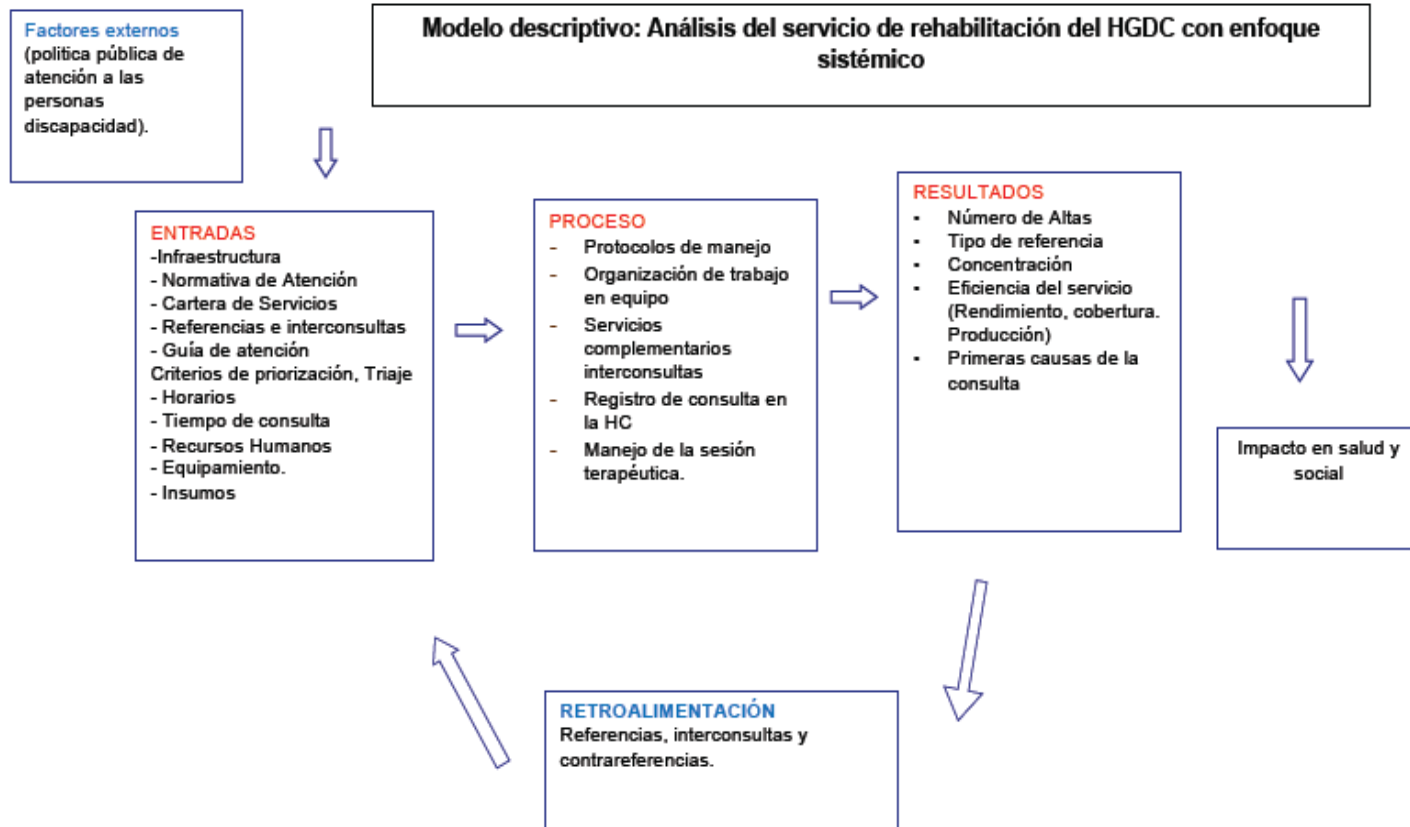 Factores externos
(politica pública de
atención a las
personas
discapacidad).
Modelo descriptivo: Análisis del servicio de rehabilitación del HGDC con enfoque
sistémico
ENTRADAS
-Infraestructura
- Normativa de Atención
- Cartera de Servicios
- Referencias e interconsultas
- Guía de atención
Criterios de priorización, Triaje
- Horarios
- Tiempo de consulta
- Recursos Humanos
- Equipamiento.
- Insumos
PROCESO
- Protocolos de manejo
- Organización de trabajo
en equipo
- Servicios
complementarios
interconsultas
- Registro de consulta en
la HC
- Manejo de la sesión
terapéutica.
RESULTADOS
▪ Número de Altas
▪ Tipo de referencia
▪ Concentración
▪ Eficiencia del servicio
(Rendimiento, cobertura.
Producción)
▪ Primeras causas de la
consulta
Impacto en salud y
social
RETROALIMENTACIÓN
Referencias, interconsultas y
contrareferencias.